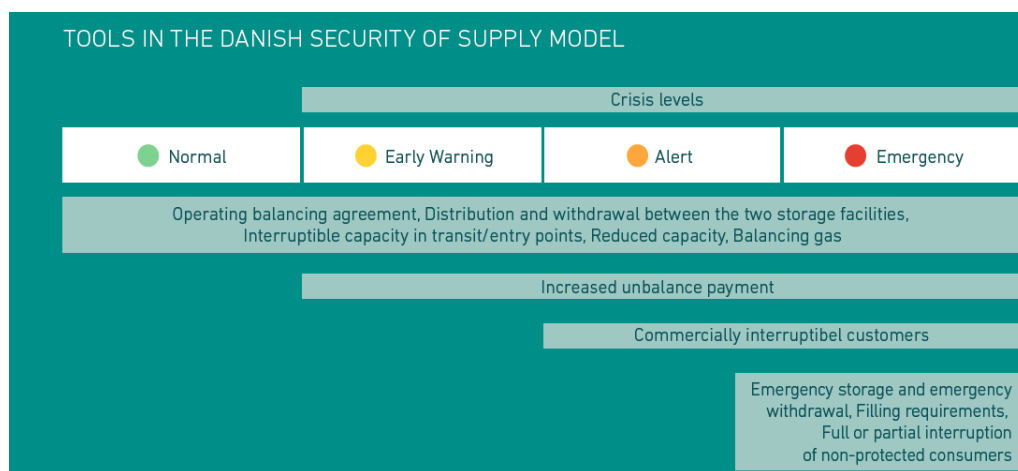 TOOLS IN THE DANISH SECURITY OF SUPPLY MODEL
Crisis levels
Normal
Early Warning
Alert
Emergency
Operating balancing agreement, Distribution and withdrawal between the two storage facilities,
Interruptible capacity in transit/entry points, Reduced capacity, Balancing gas
Increased unbalance payment
Commercially interruptibel customers
Emergency storage and emergency
withdrawal, Filling requirements,
Full or partial interruption
of non-protected consumers